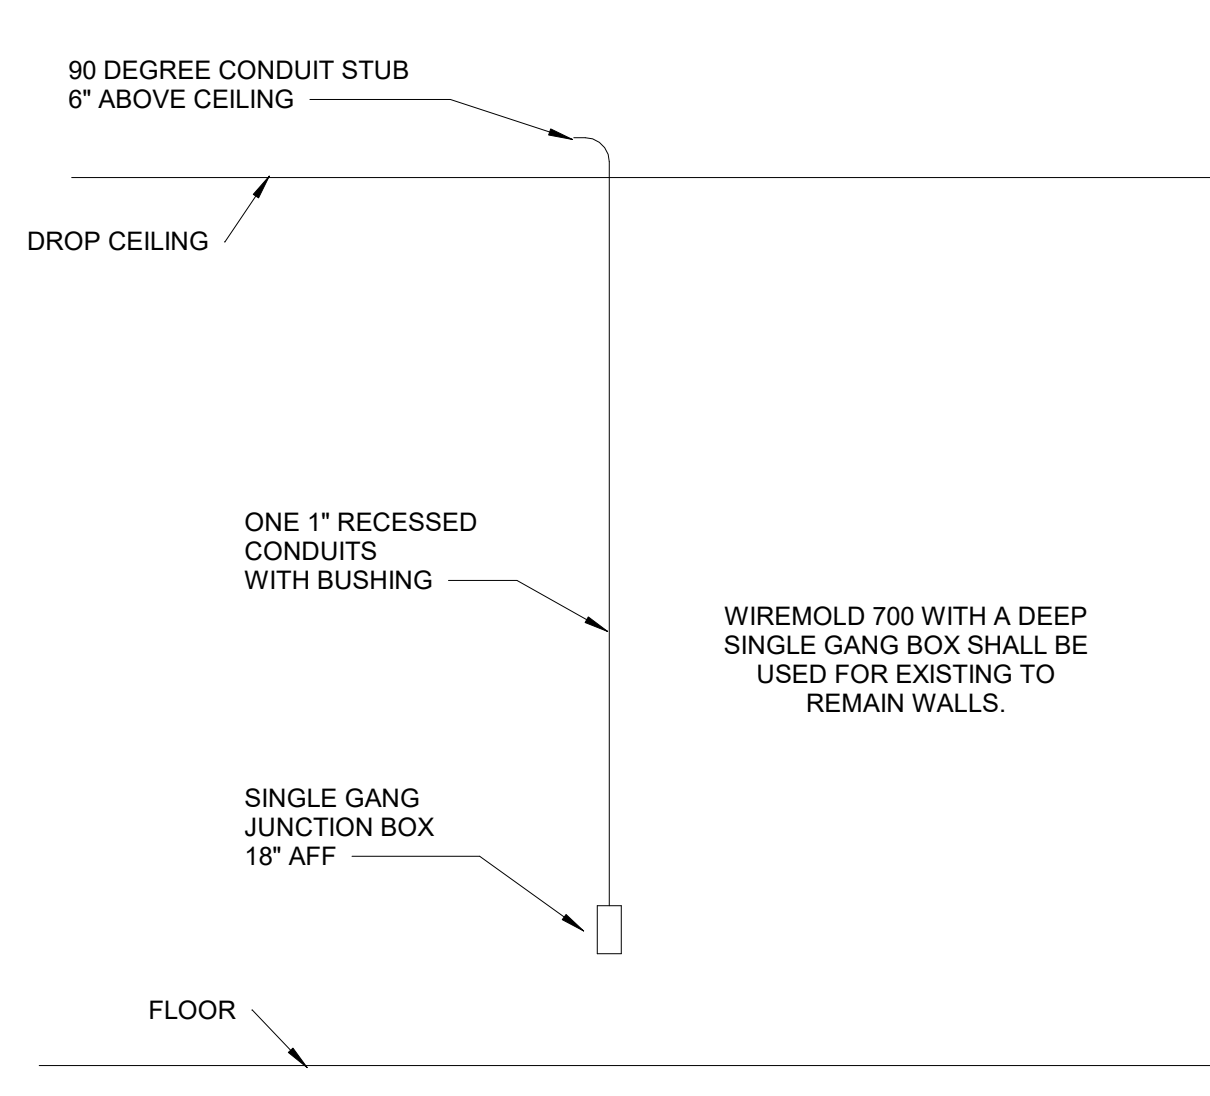 90 DEGREE CONDUIT STUB
6" ABOVE CEILING
DROP CEILING
ONE 1" RECESSED
CONDUITS
WITH BUSHING
WIREMOLD 700 WITH A DEEP
SINGLE GANG BOX SHALL BE
USED FOR EXISTING TO
REMAIN WALLS.
SINGLE GANG
JUNCTION BOX
18" AFF
FLOOR